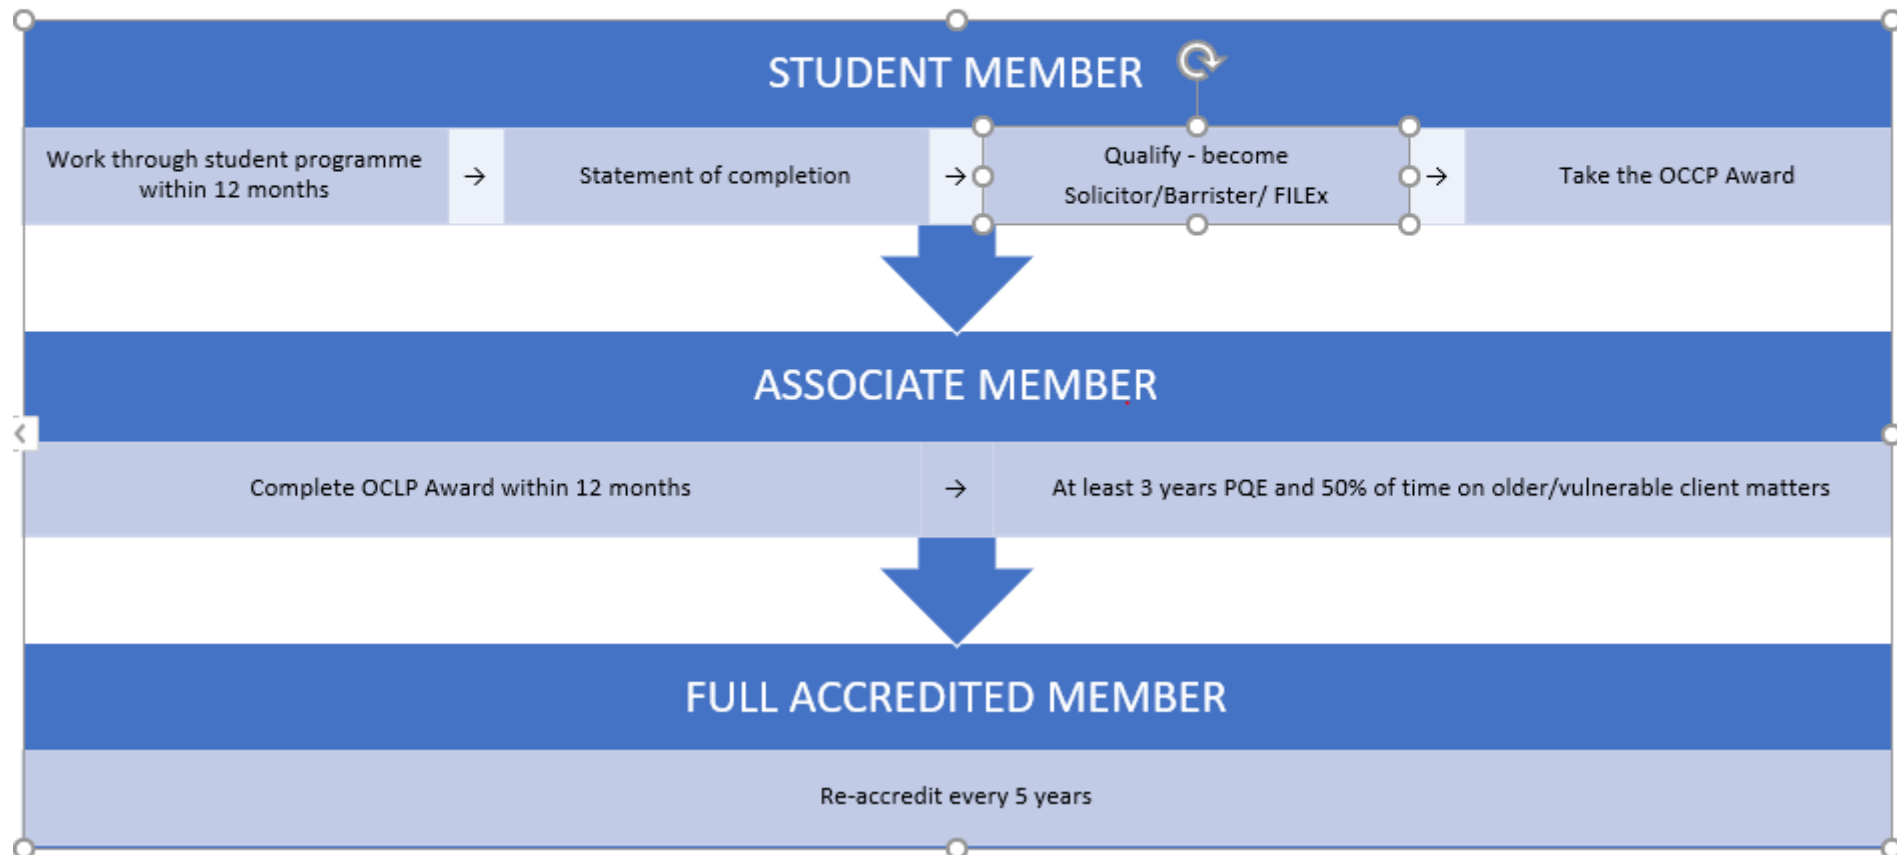 STUDENT MEMBER
Work through student programme
within 12 months
→
Statement of completion
→
Qualify - become
Solicitor/Barrister/ FILEx
→
Take the OCCP Award
ASSOCIATE MEMBER
Complete OCLP Award within 12 months
→
At least 3 years PQE and 50% of time on older/vulnerable client matters
FULL ACCREDITED MEMBER
Re-accredit every 5 years